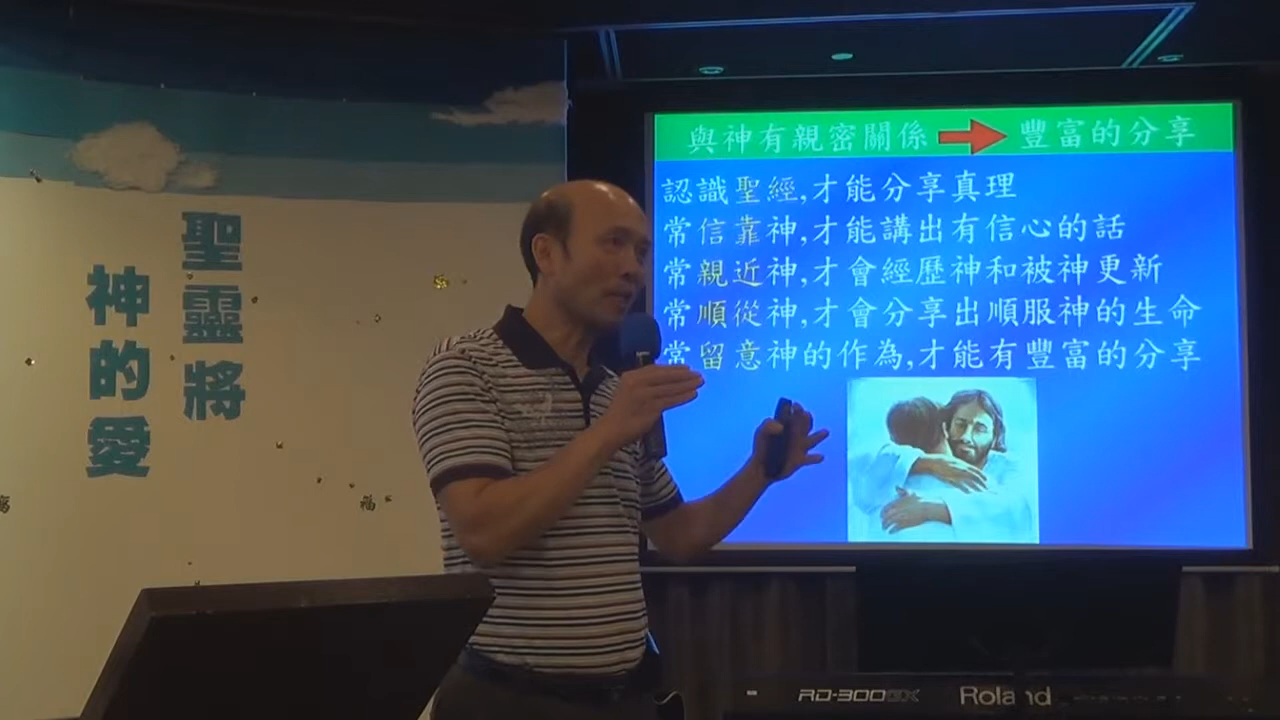 聖靈將
神的愛
與神有親密關係 豐富的分享
認識聖經,才能分享真理
常信靠神,才能講出有信心的話
常親近神,才會經歷神和被神更新
常順從神,才會分享出順服神的生命
常留意神的作為,才能有豐富的分享
福
RD-300GX Roland